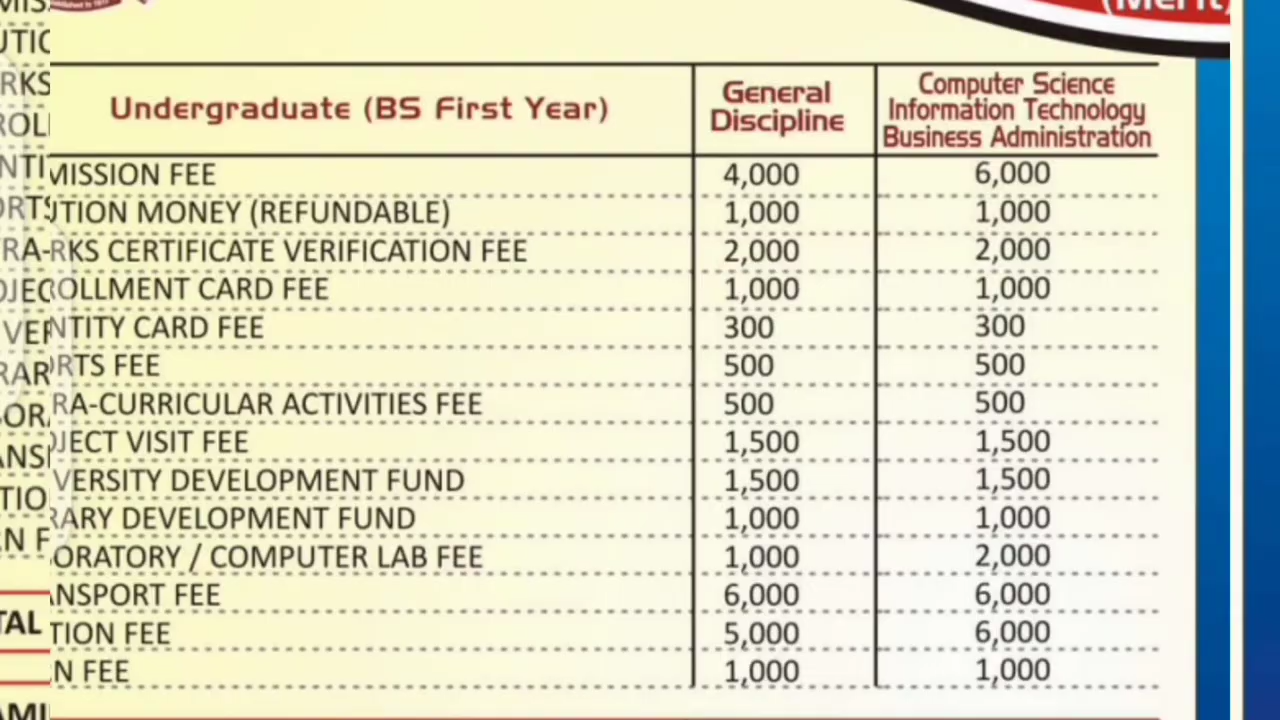 (Merit)
Undergraduate (BS First Year)
General
Discipline
Computer Science
Information Technology
Business Administration
MISSION FEE 4,000 6,000
UTION MONEY (REFUNDABLE) 1,000 1,000
RKS CERTIFICATE VERIFICATION FEE 2,000 2,000
OLLMENT CARD FEE 1,000 1,000
NTITY CARD FEE 300 300
ORTS FEE 500 500
RA-CURRICULAR ACTIVITIES FEE 500 500
OJECT VISIT FEE 1,500 1,500
VERSITY DEVELOPMENT FUND 1,500 1,500
RARY DEVELOPMENT FUND 1,000 1,000
ORATORY / COMPUTER LAB FEE 1,000 2,000
ANSPORT FEE 6,000 6,000
TION FEE 5,000 6,000
N FEE 1,000 1,000
TAL